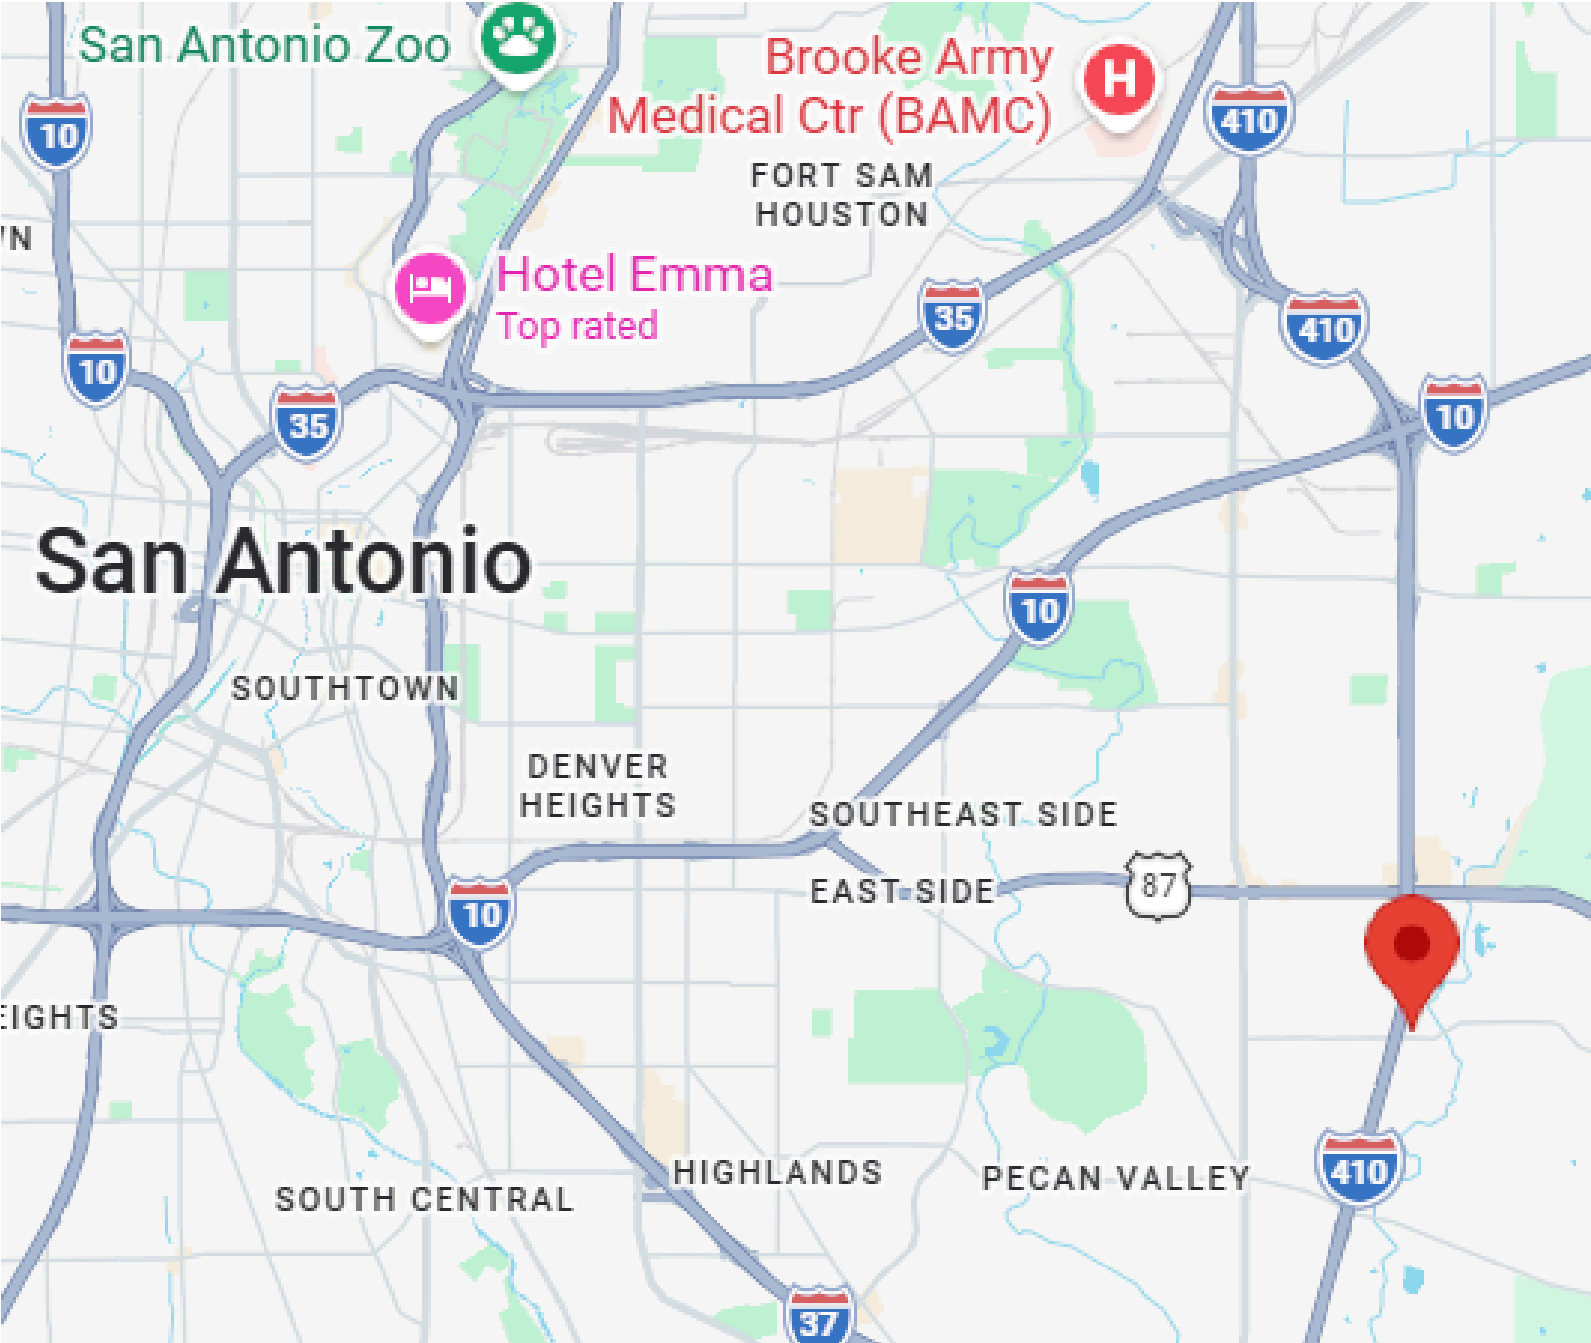 San Antonio Zoo
Brooke Army
Medical Ctr (BAMC)
10
410
FORT SAM
HOUSTON
WN
Hotel Emma
Top rated
35
410
10
35
10
San Antonio
10
SOUTHTOWN
DENVER
HEIGHTS
SOUTHEAST SIDE
EAST SIDE
87
10
EIGHTS
410
HIGHLANDS
PECAN VALLEY
SOUTH CENTRAL
37